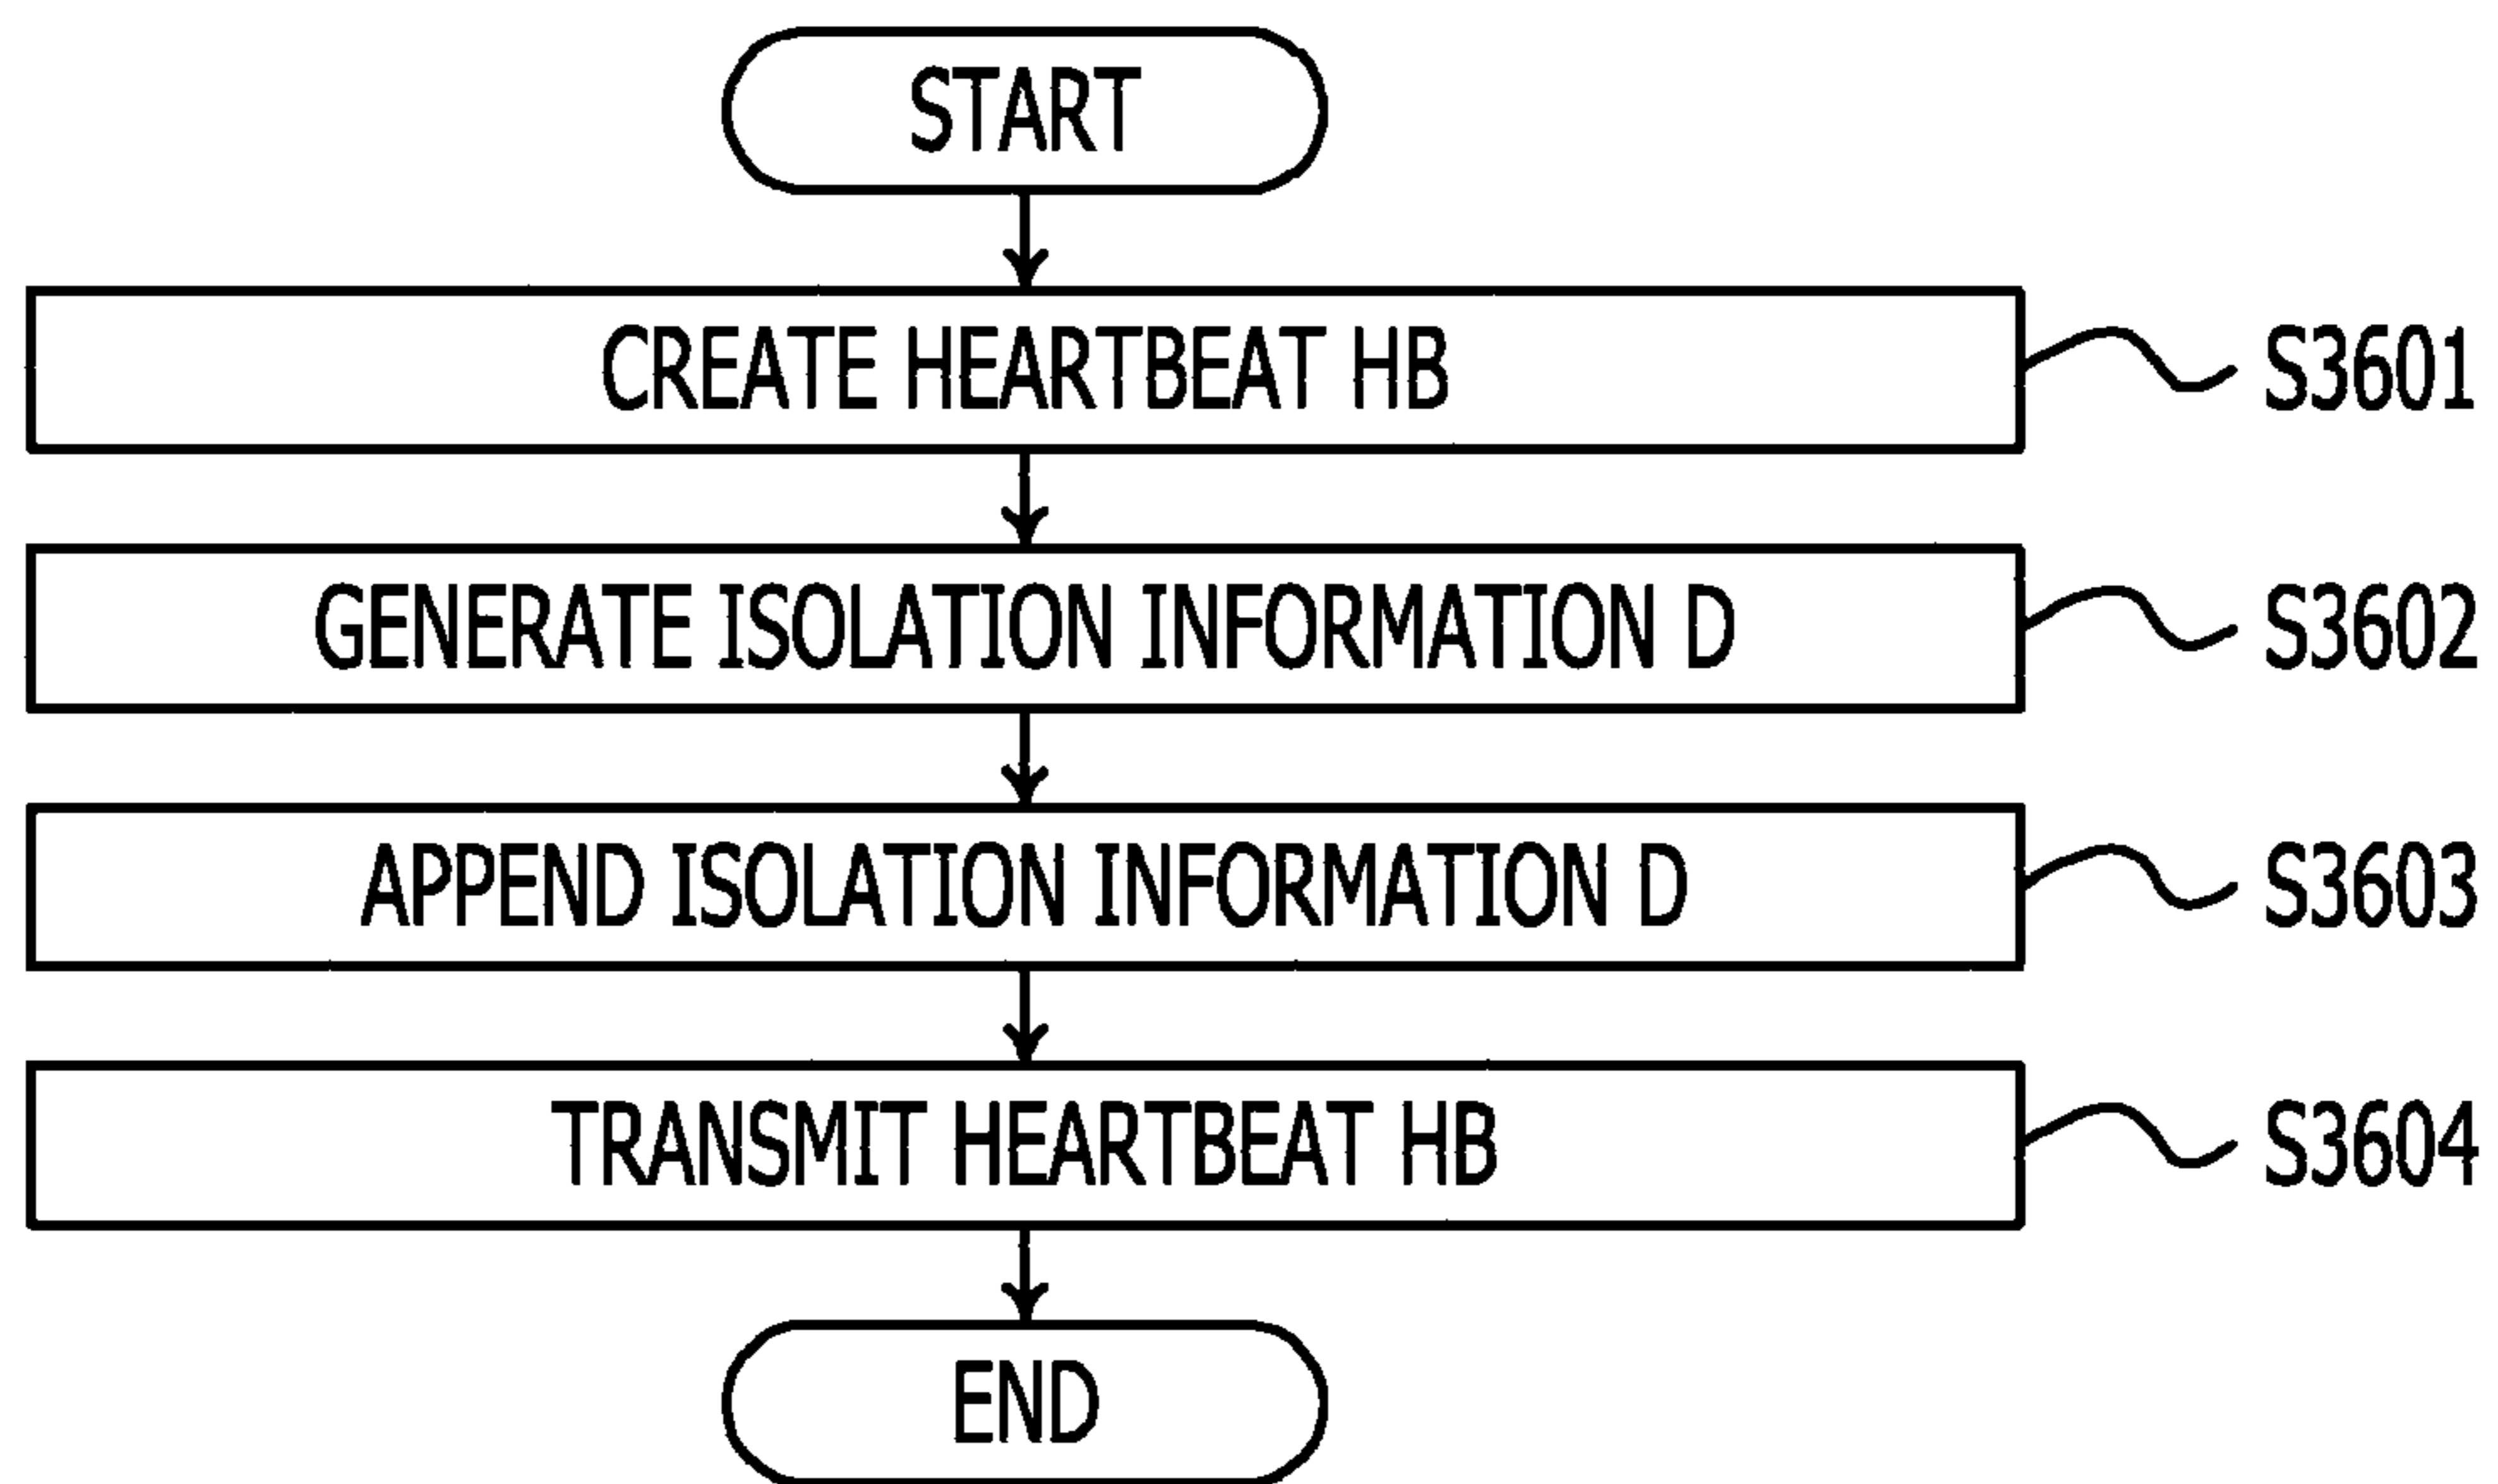 START
CREATE HEARTBEAT HB S3601
GENERATE ISOLATION INFORMATION D S3602
APPEND ISOLATION INFORMATION D S3603
TRANSMIT HEARTBEAT HB S3604
END